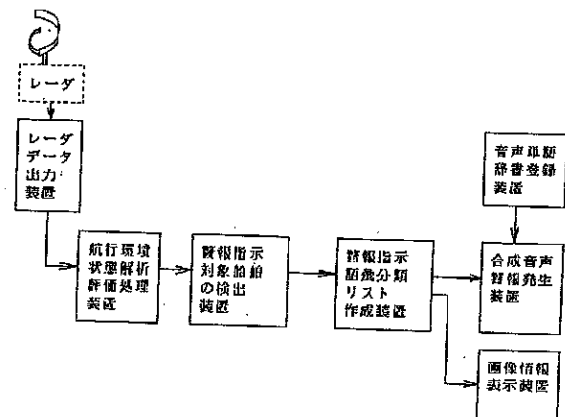 レーダ
レーダ
データ
出力
装置
航行環境
状態解析
評価処理
装置
警報指示
対象船舶
の検出
装置
警報指示
語彙分類
リスト
作成装置
音声単語
辞書登録
装置
合成音声
警報発生
装置
画像情報
表示装置